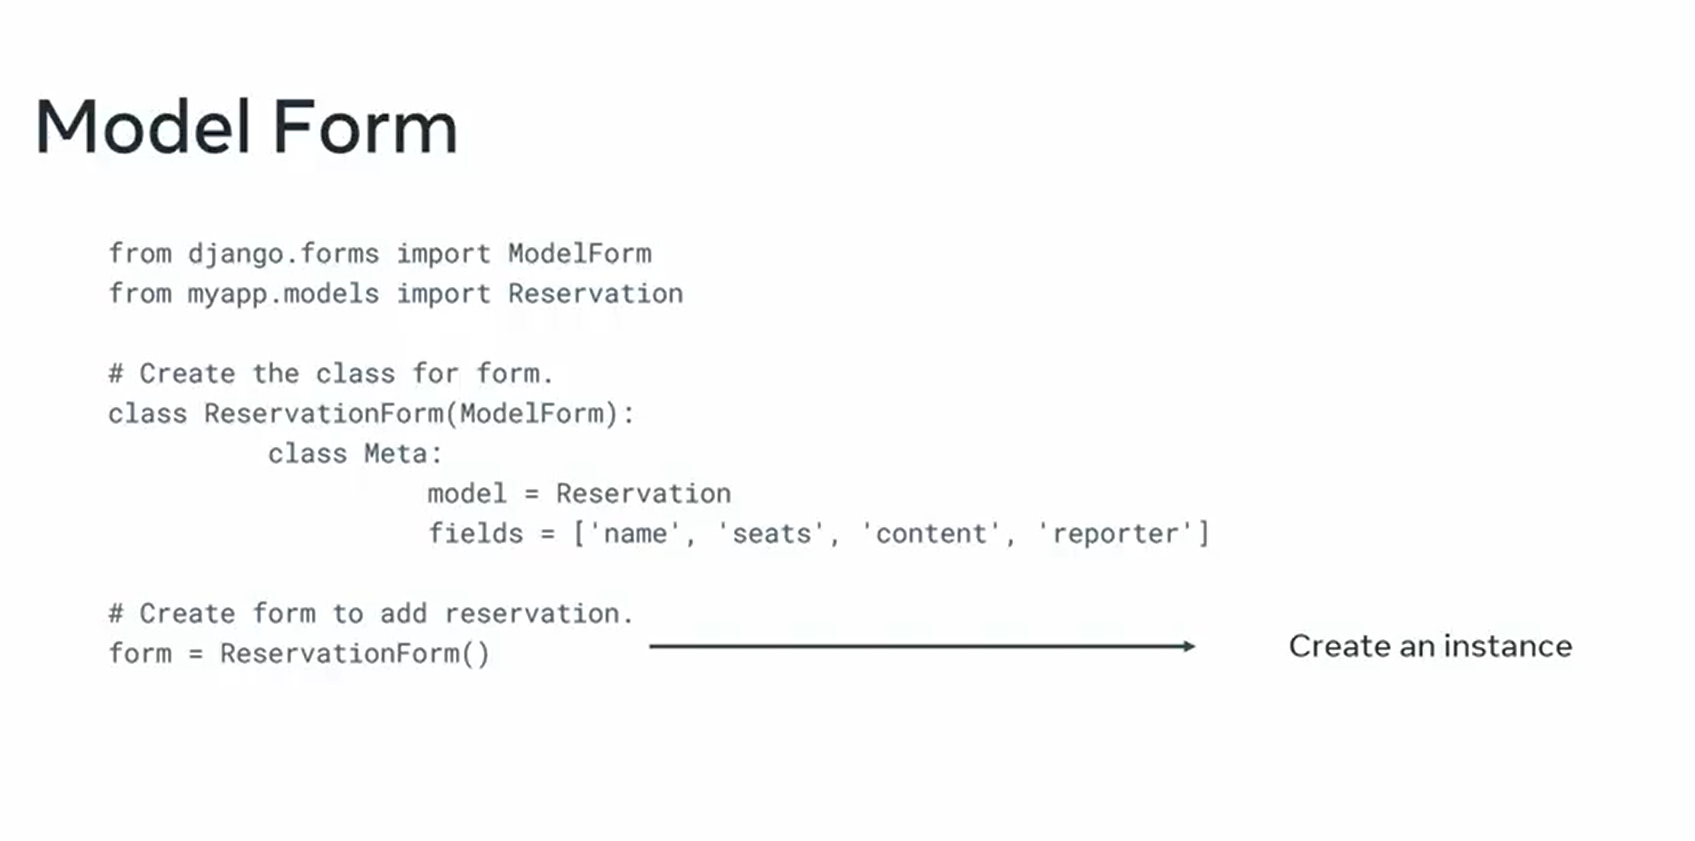 Model Form
from django.forms import ModelForm
from myapp.models import Reservation
# Create the class for form.
class ReservationForm(ModelForm):
class Meta:
model = Reservation
fields = ['name', 'seats', 'content', 'reporter']
# Create form to add reservation.
form = ReservationForm()
Create an instance